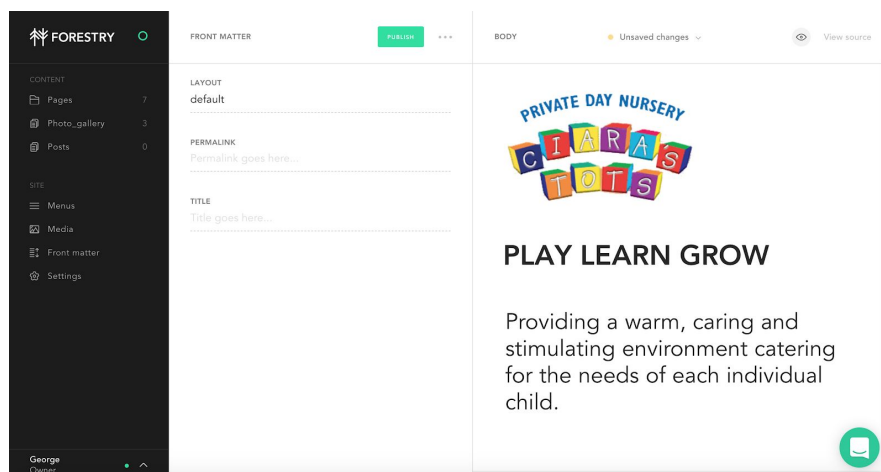 FORESTRY
CONTENT
Pages 7
Photo_gallery 3
Posts 0
SITE
Menus
Media
Front matter
Settings
George
Owner
FRONT MATTER
PUBLISH
LAYOUT
default
PERMALINK
Permalink goes here...
TITLE
Title goes here...
BODY
Unsaved changes
View source
PRIVATE DAY NURSERY
CIARA'S
TOTS
PLAY LEARN GROW
Providing a warm, caring and
stimulating environment catering
for the needs of each individual
child.